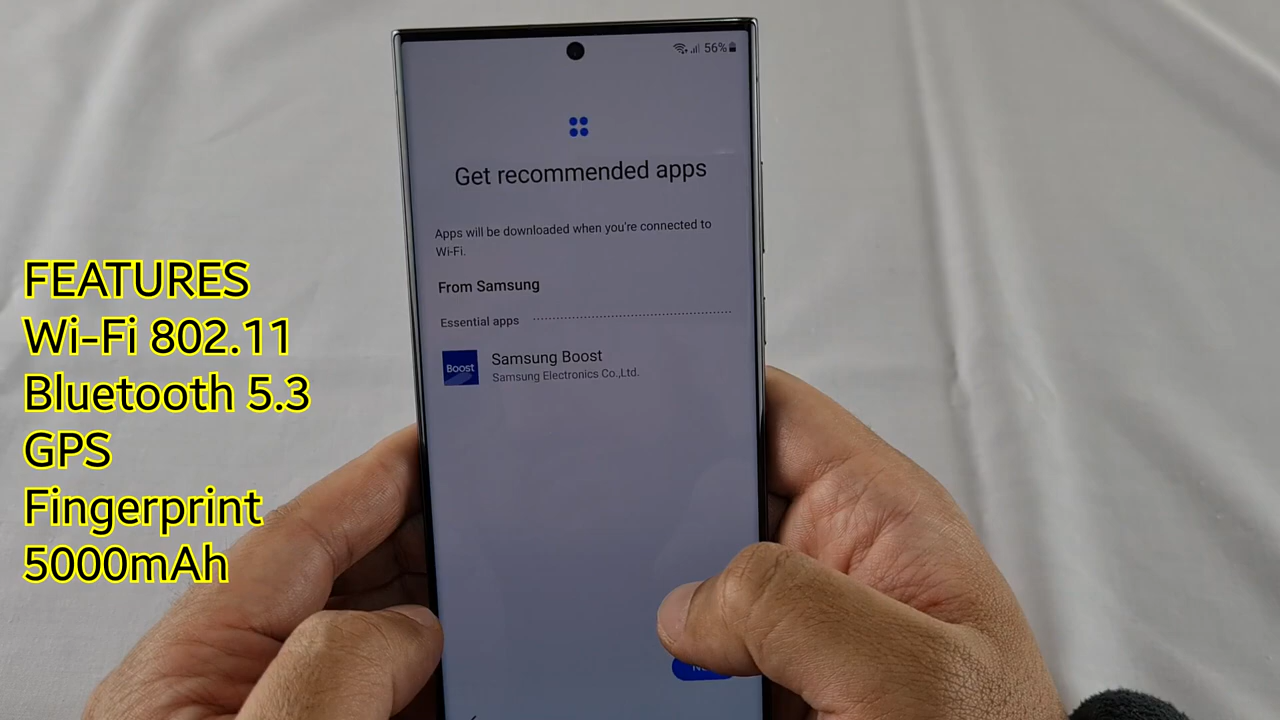 56%
Get recommended apps
Apps will be downloaded when you're connected to
Wi-Fi.
From Samsung
Essential apps
Boost
Samsung Boost
Samsung Electronics Co.,Ltd.
FEATURES
Wi-Fi 802.11
Bluetooth 5.3
GPS
Fingerprint
5000mAh